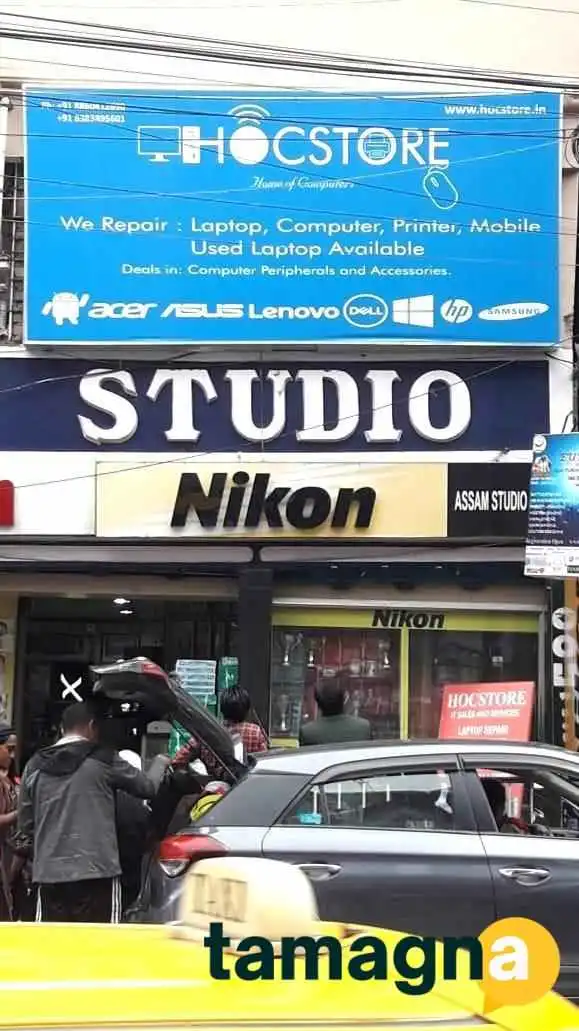 www.hocstore.in
+91 6383495601
HOCSTORE
Home of Computers
We Repair : Laptop, Computer, Printer, Mobile
Used Laptop Available
Deals in: Computer Peripherals and Accessories.
acer ASUS Lenovo DELL hp SAMSUNG
STUDIO
Nikon
ASSAM STUDIO
Nikon
HOCSTORE
IT SALES AND SERVICES
LAPTOP REPAIR
TAXI
tamagna